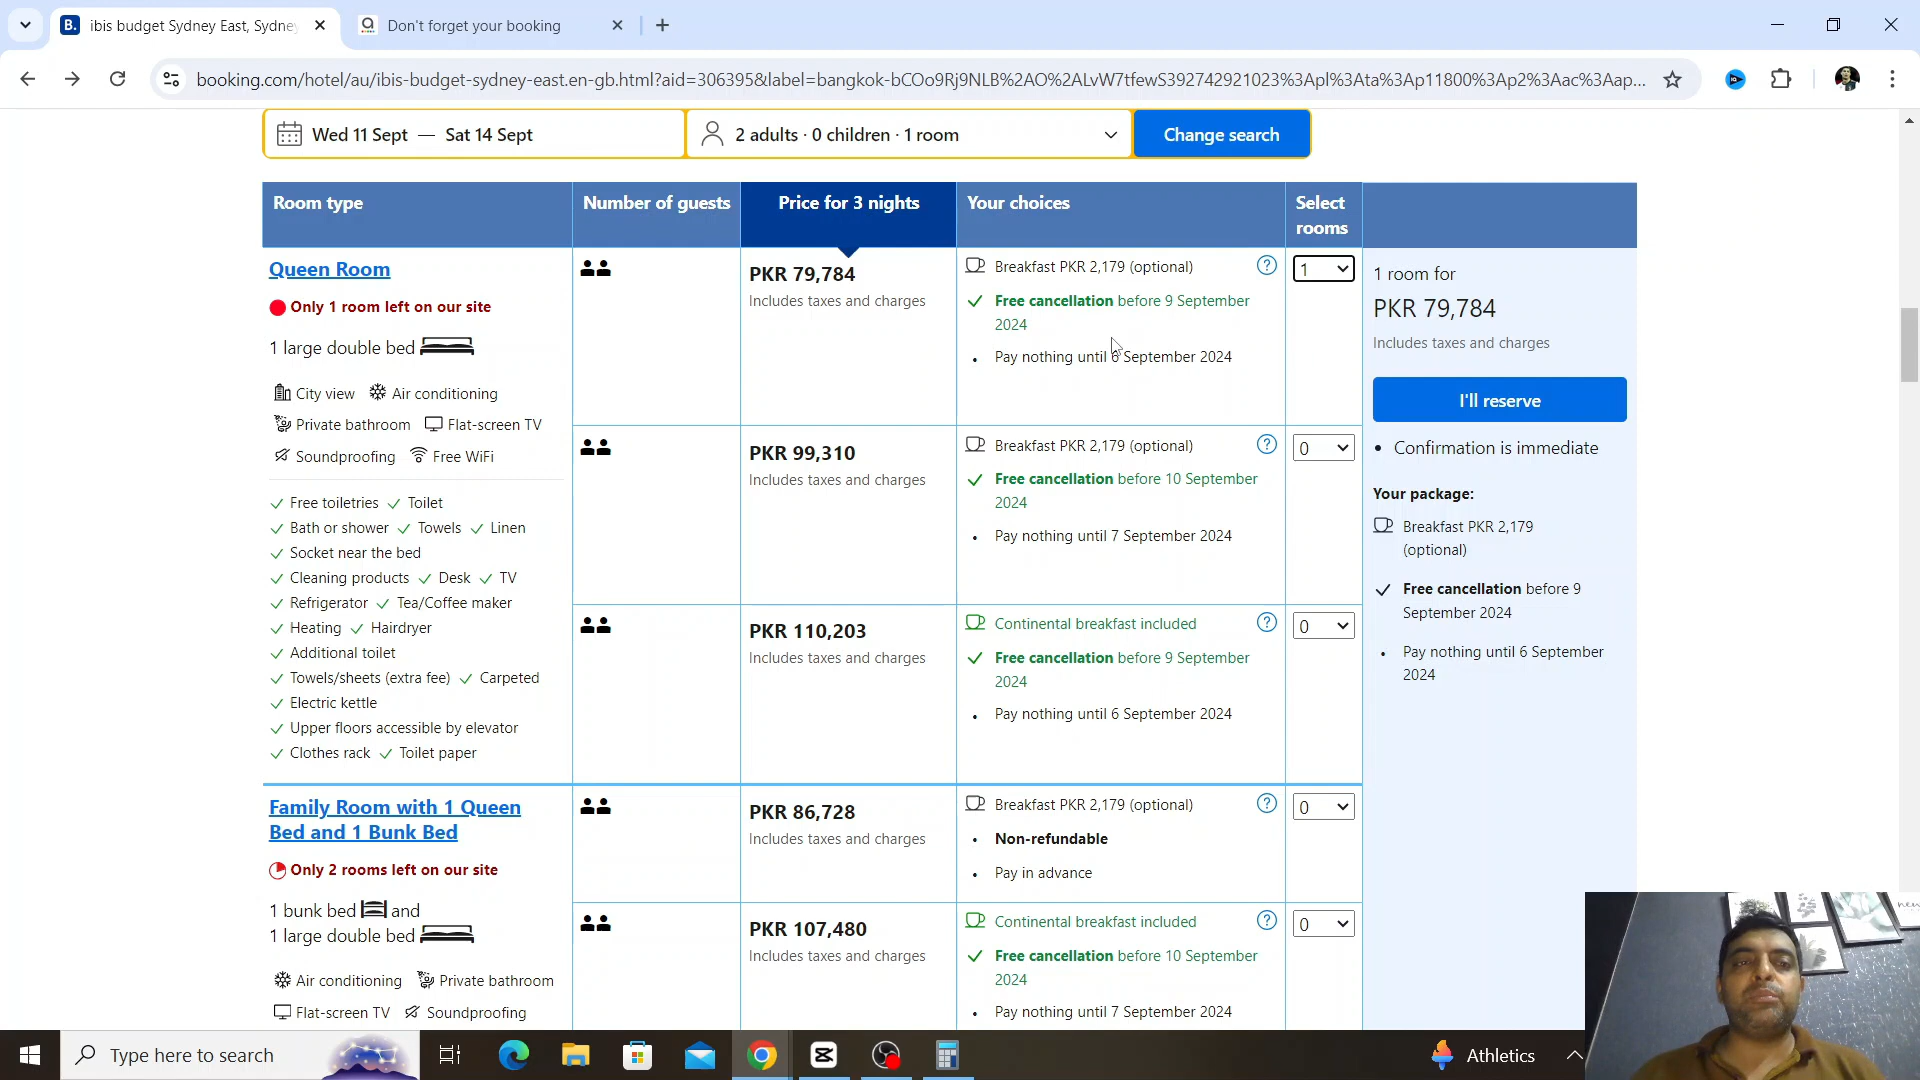 ibis budget Sydney East, Sydney
Don't forget your booking
booking.com/hotel/au/ibis-budget-sydney-east.en-gb.html?aid=306395&label=bangkok-bCOo9Rj9NLB%2AO%2ALvW7tfewS392742921023%3Apl%3Ata%3Ap11800%3Ap2%3Aac%3Aap...
Wed 11 Sept — Sat 14 Sept
2 adults · 0 children · 1 room
Change search
Room type
Number of guests
Price for 3 nights
Your choices
Select
rooms
Queen Room
Only 1 room left on our site
1 large double bed
City view Air conditioning
Private bathroom Flat-screen TV
Soundproofing Free WiFi
Free toiletries Toilet
Bath or shower Towels Linen
Socket near the bed
Cleaning products Desk TV
Refrigerator Tea/Coffee maker
Heating Hairdryer
Additional toilet
Towels/sheets (extra fee) Carpeted
Electric kettle
Upper floors accessible by elevator
Clothes rack Toilet paper
PKR 79,784
Includes taxes and charges
Breakfast PKR 2,179 (optional)
Free cancellation before 9 September
2024
Pay nothing until 6 September 2024
1
PKR 99,310
Includes taxes and charges
Breakfast PKR 2,179 (optional)
Free cancellation before 10 September
2024
Pay nothing until 7 September 2024
0
PKR 110,203
Includes taxes and charges
Continental breakfast included
Free cancellation before 9 September
2024
Pay nothing until 6 September 2024
0
1 room for
PKR 79,784
Includes taxes and charges
I'll reserve
Confirmation is immediate
Your package:
Breakfast PKR 2,179
(optional)
Free cancellation before 9
September 2024
Pay nothing until 6 September
2024
Family Room with 1 Queen
Bed and 1 Bunk Bed
Only 2 rooms left on our site
1 bunk bed and
1 large double bed
Air conditioning Private bathroom
Flat-screen TV Soundproofing
PKR 86,728
Includes taxes and charges
Breakfast PKR 2,179 (optional)
Non-refundable
Pay in advance
0
PKR 107,480
Includes taxes and charges
Continental breakfast included
Free cancellation before 10 September
2024
Pay nothing until 7 September 2024
0
Type here to search
Athletics